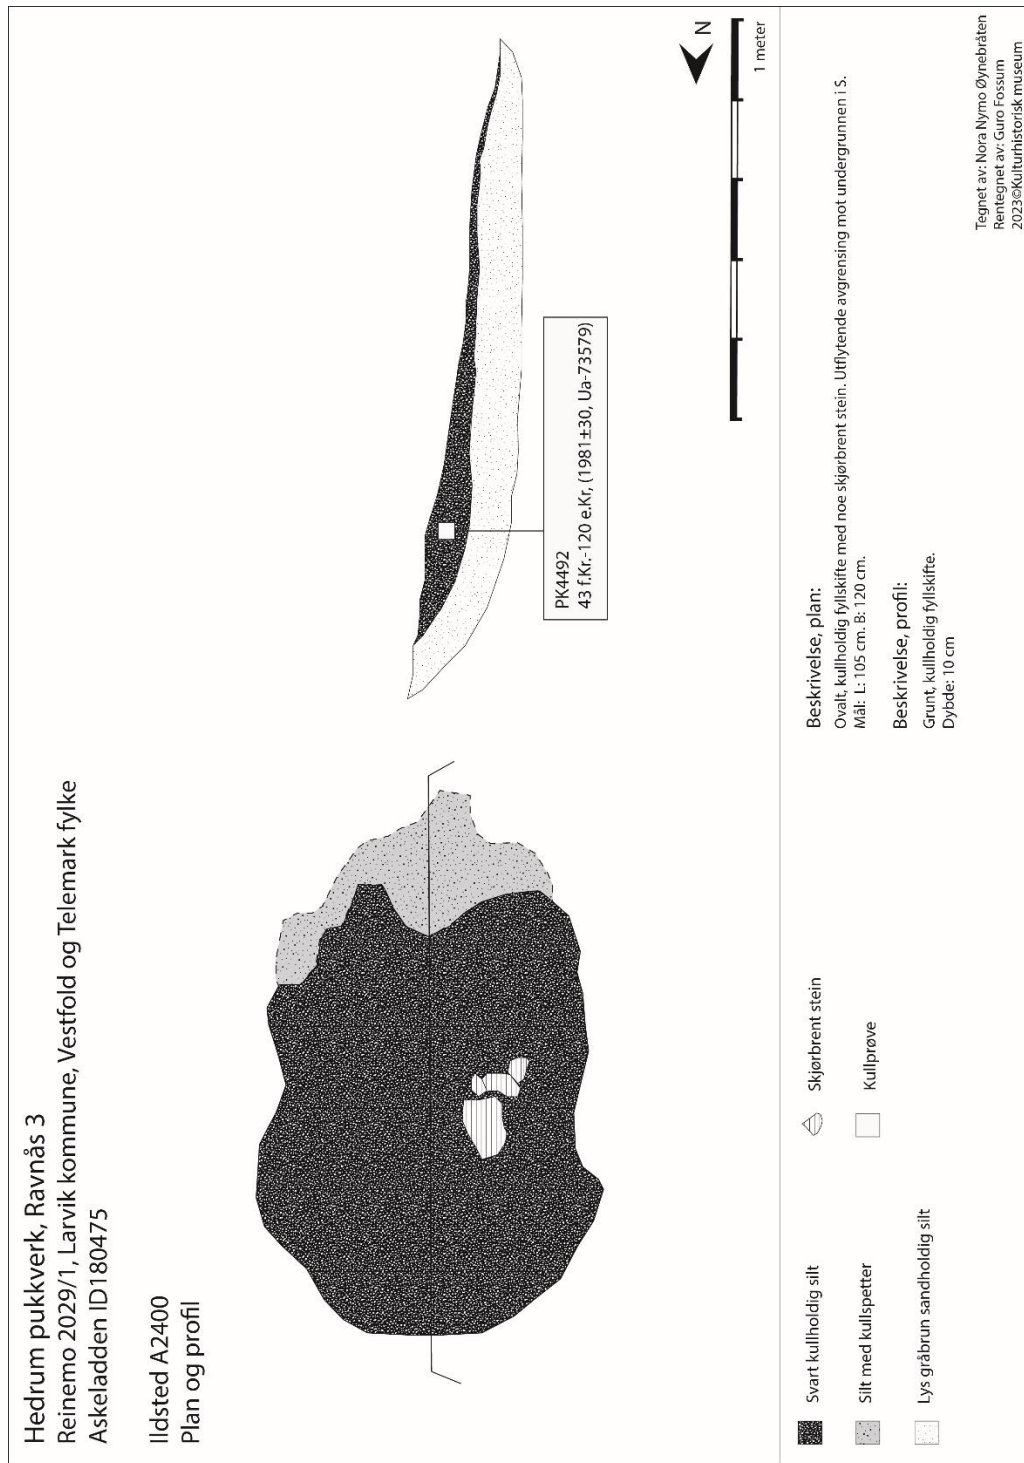 Hedrum pukkverk, Ravnås 3
Reinemo 2029/1, Larvik kommune, Vestfold og Telemark fylke
Askeladden ID180475
Ildsted A2400
Plan og profil
PK4492
43 f.Kr.-120 e.Kr, (1981±30, Ua-73579)
N
1 meter
Svart kullholdig silt
Silt med kullspetter
Lys gråbrun sandholdig silt
Skjørbrent stein
Kullprøve
Beskrivelse, plan:
Ovalt, kullholdig fyllskifte med noe skjørbrent stein. Utflytende avgrensing mot undergrunnen i S.
Mål: L: 105 cm. B: 120 cm.
Beskrivelse, profil:
Grunt, kullholdig fyllskifte.
Dybde: 10 cm
Tegnet av: Nora Nymo Øynebråten
Rentegnet av: Guro Fossum
2023©Kulturhistorisk museum